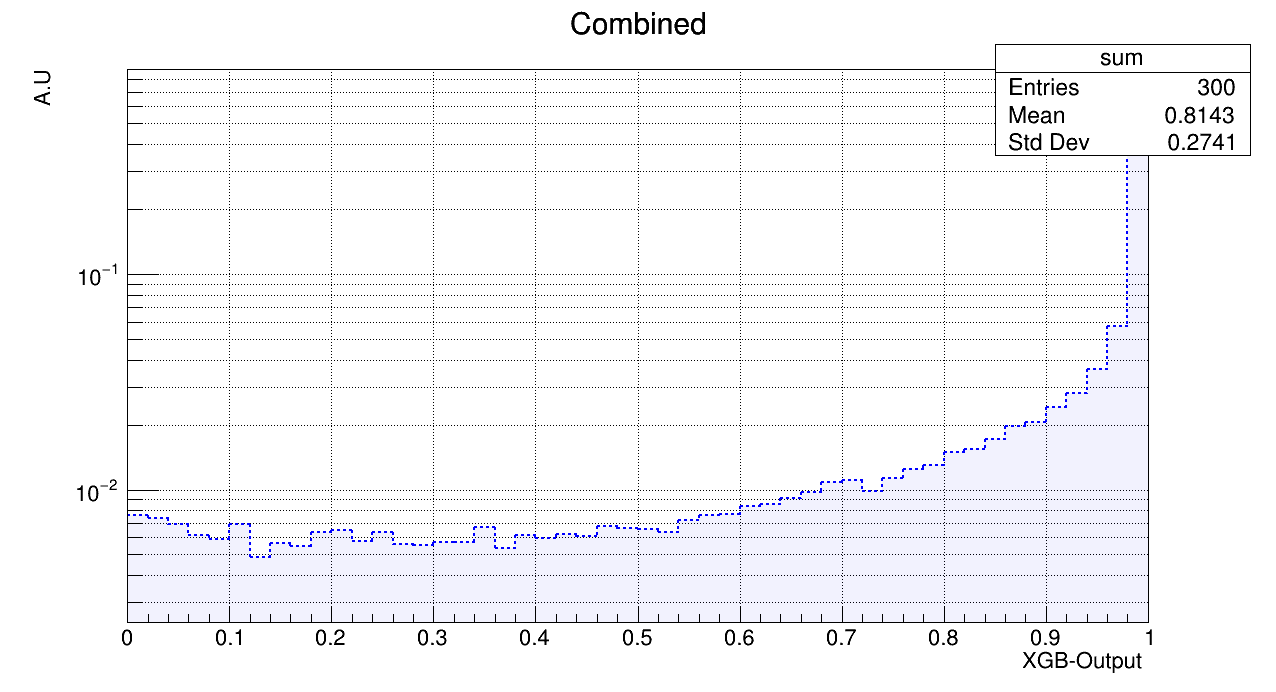 Combined
A.U
sum
Entries 300
Mean 0.8143
Std Dev 0.2741
10⁻¹
10⁻²
0 0.1 0.2 0.3 0.4 0.5 0.6 0.7 0.8 0.9 1
XGB-Output